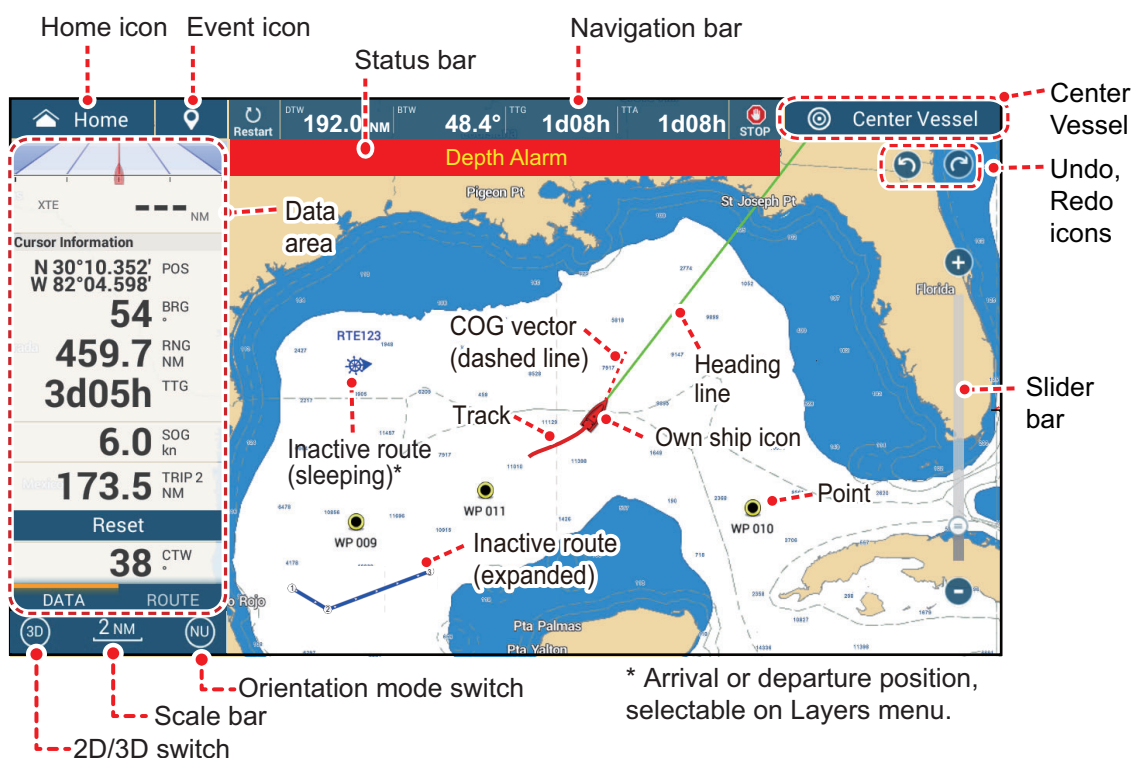 Home icon
Event icon
Navigation bar
Status bar
Center
Vessel
Home
Restart
DTW
192.0 NM
BTW
48.4°
TTG
1d08h
TTA
1d08h
STOP
Center Vessel
Depth Alarm
Undo,
Redo
icons
XTE
--- NM
Data
area
Pigeon Pt
St Joseph Pt
Cursor Information
N 30°10.352' POS
W 82°04.598'
54 BRG
°
459.7 RNG
NM
3d05h TTG
6.0 SOG
kn
173.5 TRIP 2
NM
Reset
38 CTW
°
DATA
ROUTE
3D
2 NM
NU
Florida
RTE123
COG vector
(dashed line)
Heading
line
Slider
bar
Track
Own ship icon
Inactive route
(sleeping)*
Point
WP 011
WP 010
WP 009
Inactive route
(expanded)
1
2
3
o Rojo
Pta Palmas
Pta Yalton
Orientation mode switch
Scale bar
2D/3D switch
* Arrival or departure position,
selectable on Layers menu.